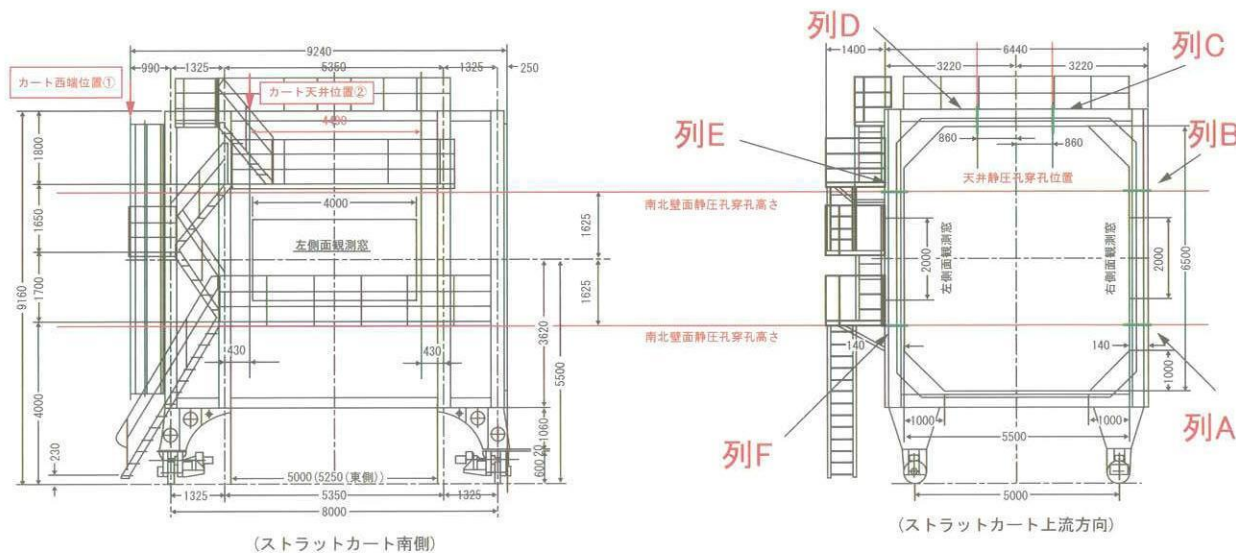 9240
990
1325
5350
1325
250
カート西端位置①
カート天井位置②
4490
1800
1650
1700
4000
9160
230
4000
左側面観測窓
430
430
1625
1625
3620
5500
1060
20
600
南北壁面静圧孔穿孔高さ
南北壁面静圧孔穿孔高さ
5000(5250(東側))
1325
5350
1325
8000
(ストラットカート南側)
列D
列C
列E
列B
列F
列A
1400
6440
3220
3220
860
860
天井静圧孔穿孔位置
2000
左側面観測窓
右側面観測窓
2000
6500
140
140
1000
1000
1000
5500
5000
(ストラットカート上流方向)